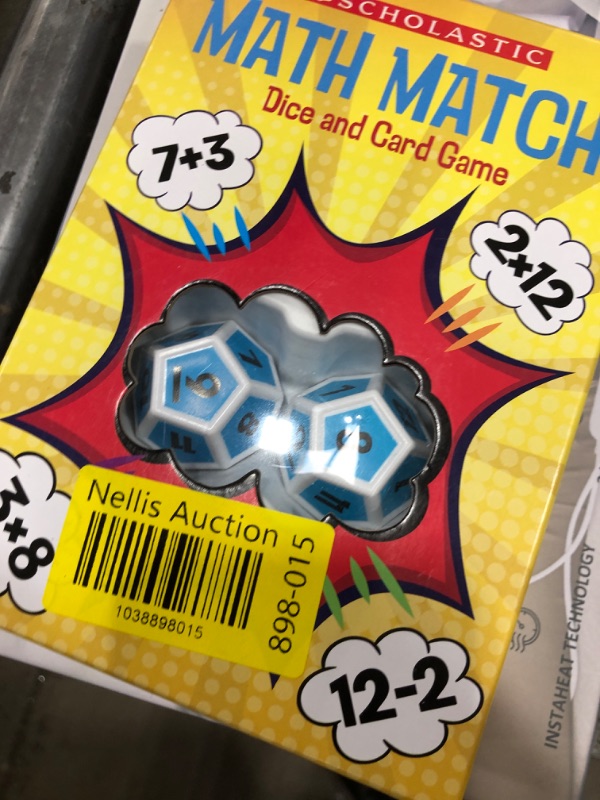 SCHOLASTIC
MATH MATCH
Dice and Card Game
7+3
2+12
3+8
Nellis Auction
1038898015
898-015
12-2
INSTAHEAT TECHNOLOGY